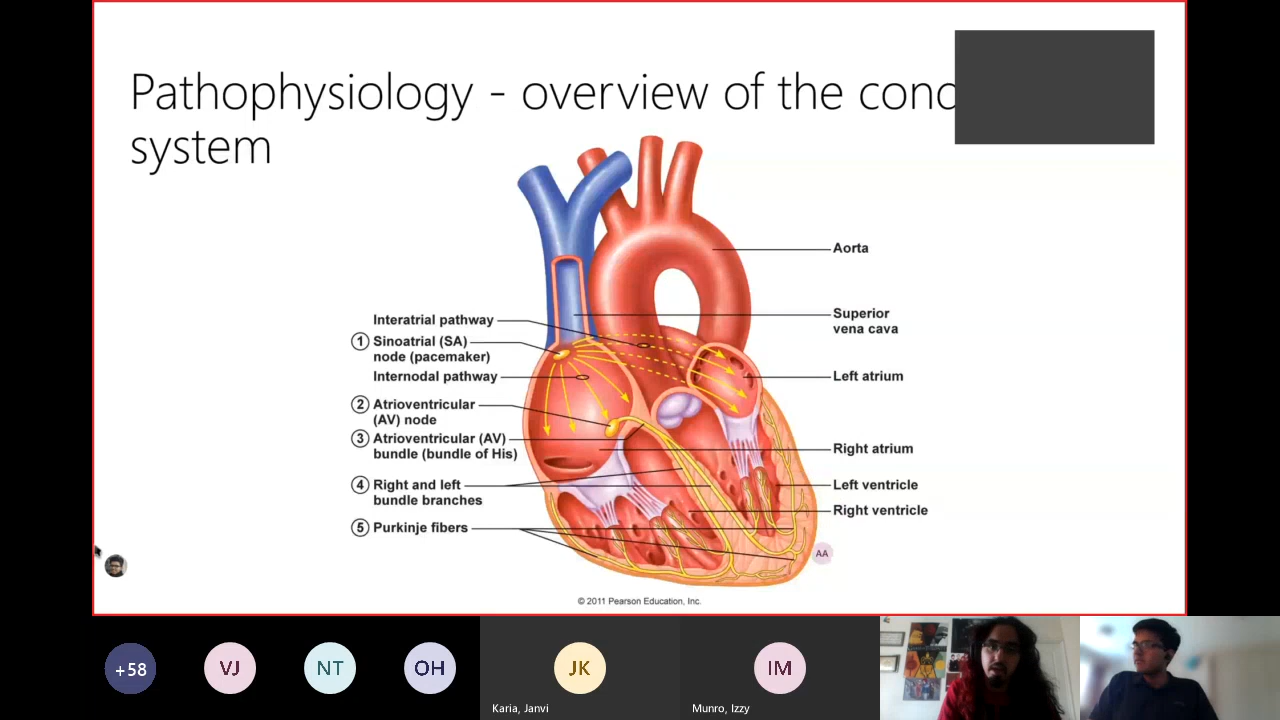 Pathophysiology - overview of the
system
Aorta
Interatrial pathway
Superior
vena cava
1 Sinoatrial (SA)
node (pacemaker)
Internodal pathway
Left atrium
2 Atrioventricular
(AV) node
3 Atrioventricular (AV)
bundle (bundle of His)
Right atrium
4 Right and left
bundle branches
Left ventricle
Right ventricle
5 Purkinje fibers
AA
© 2011 Pearson Education, Inc.
+58
VJ
NT
OH
JK
IM
Karia, Janvi
Munro, Izzy